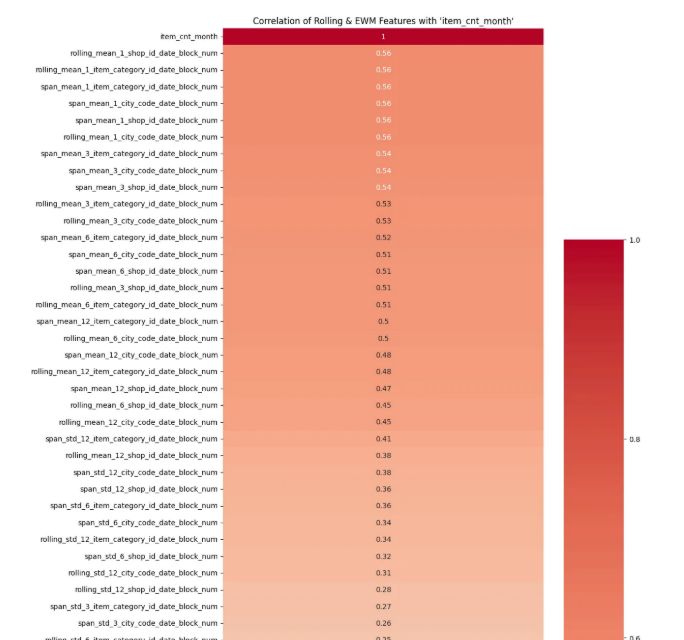 Correlation of Rolling & EWM Features with 'item_cnt_month'
item_cnt_month 1
rolling_mean_1_shop_id_date_block_num 0.56
rolling_mean_1_item_category_id_date_block_num 0.56
span_mean_1_item_category_id_date_block_num 0.56
span_mean_1_city_code_date_block_num 0.56
span_mean_1_shop_id_date_block_num 0.56
rolling_mean_1_city_code_date_block_num 0.56
span_mean_3_item_category_id_date_block_num 0.54
span_mean_3_city_code_date_block_num 0.54
span_mean_3_shop_id_date_block_num 0.54
rolling_mean_3_item_category_id_date_block_num 0.53
rolling_mean_3_city_code_date_block_num 0.53
span_mean_6_item_category_id_date_block_num 0.52
span_mean_6_city_code_date_block_num 0.51
span_mean_6_shop_id_date_block_num 0.51
rolling_mean_3_shop_id_date_block_num 0.51
rolling_mean_6_item_category_id_date_block_num 0.51
span_mean_12_item_category_id_date_block_num 0.5
rolling_mean_6_city_code_date_block_num 0.5
span_mean_12_city_code_date_block_num 0.48
rolling_mean_12_item_category_id_date_block_num 0.48
span_mean_12_shop_id_date_block_num 0.47
rolling_mean_6_shop_id_date_block_num 0.45
rolling_mean_12_city_code_date_block_num 0.45
span_std_12_item_category_id_date_block_num 0.41
rolling_mean_12_shop_id_date_block_num 0.38
span_std_12_city_code_date_block_num 0.38
span_std_12_shop_id_date_block_num 0.36
span_std_6_item_category_id_date_block_num 0.36
span_std_6_city_code_date_block_num 0.34
rolling_std_12_item_category_id_date_block_num 0.34
span_std_6_shop_id_date_block_num 0.32
rolling_std_12_city_code_date_block_num 0.31
rolling_std_12_shop_id_date_block_num 0.28
span_std_3_item_category_id_date_block_num 0.27
span_std_3_city_code_date_block_num 0.26
rolling_std_6_item_category_id_date_block_num 0.25
1.0
0.8
0.6